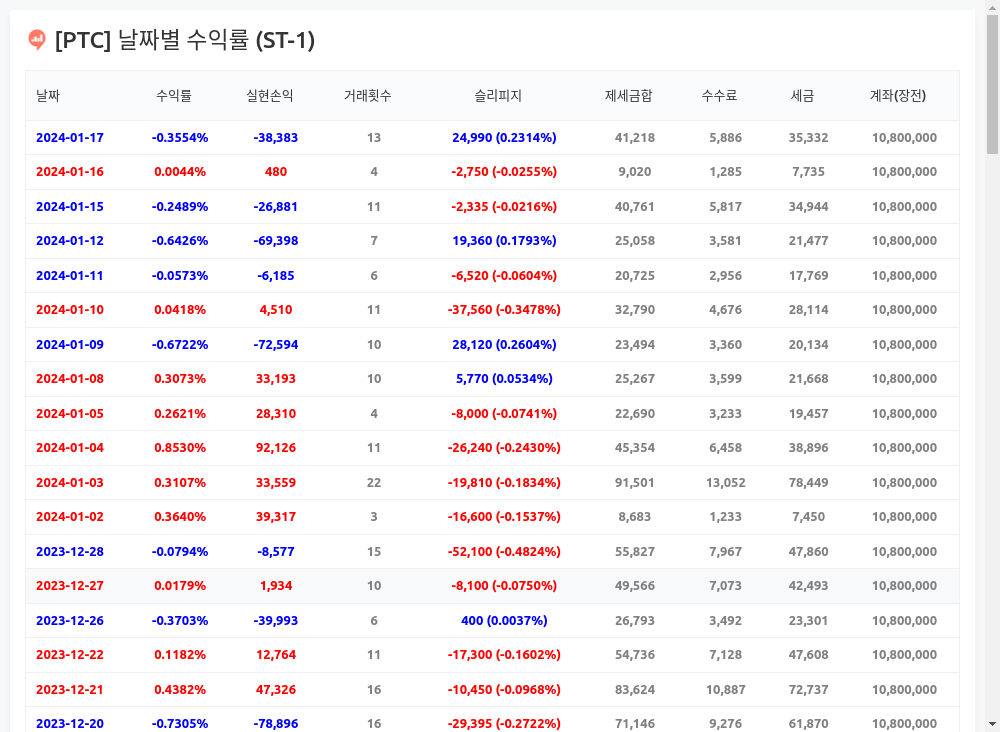 [PTC] 날짜별 수익률 (ST-1)
날짜 수익률 실현손익 거래횟수 슬리피지 제세금합 수수료 세금 계좌(장전)
2024-01-17 -0.3554% -38,383 13 24,990 (0.2314%) 41,218 5,886 35,332 10,800,000
2024-01-16 0.0044% 480 4 -2,750 (-0.0255%) 9,020 1,285 7,735 10,800,000
2024-01-15 -0.2489% -26,881 11 -2,335 (-0.0216%) 40,761 5,817 34,944 10,800,000
2024-01-12 -0.6426% -69,398 7 19,360 (0.1793%) 25,058 3,581 21,477 10,800,000
2024-01-11 -0.0573% -6,185 6 -6,520 (-0.0604%) 20,725 2,956 17,769 10,800,000
2024-01-10 0.0418% 4,510 11 -37,560 (-0.3478%) 32,790 4,676 28,114 10,800,000
2024-01-09 -0.6722% -72,594 10 28,120 (0.2604%) 23,494 3,360 20,134 10,800,000
2024-01-08 0.3073% 33,193 10 5,770 (0.0534%) 25,267 3,599 21,668 10,800,000
2024-01-05 0.2621% 28,310 4 -8,000 (-0.0741%) 22,690 3,233 19,457 10,800,000
2024-01-04 0.8530% 92,126 11 -26,240 (-0.2430%) 45,354 6,458 38,896 10,800,000
2024-01-03 0.3107% 33,559 22 -19,810 (-0.1834%) 91,501 13,052 78,449 10,800,000
2024-01-02 0.3640% 39,317 3 -16,600 (-0.1537%) 8,683 1,233 7,450 10,800,000
2023-12-28 -0.0794% -8,577 15 -52,100 (-0.4824%) 55,827 7,967 47,860 10,800,000
2023-12-27 0.0179% 1,934 10 -8,100 (-0.0750%) 49,566 7,073 42,493 10,800,000
2023-12-26 -0.3703% -39,993 6 400 (0.0037%) 26,793 3,492 23,301 10,800,000
2023-12-22 0.1182% 12,764 11 -17,300 (-0.1602%) 54,736 7,128 47,608 10,800,000
2023-12-21 0.4382% 47,326 16 -10,450 (-0.0968%) 83,624 10,887 72,737 10,800,000
2023-12-20 -0.7305% -78,896 16 -29,395 (-0.2722%) 71,146 9,276 61,870 10,800,000